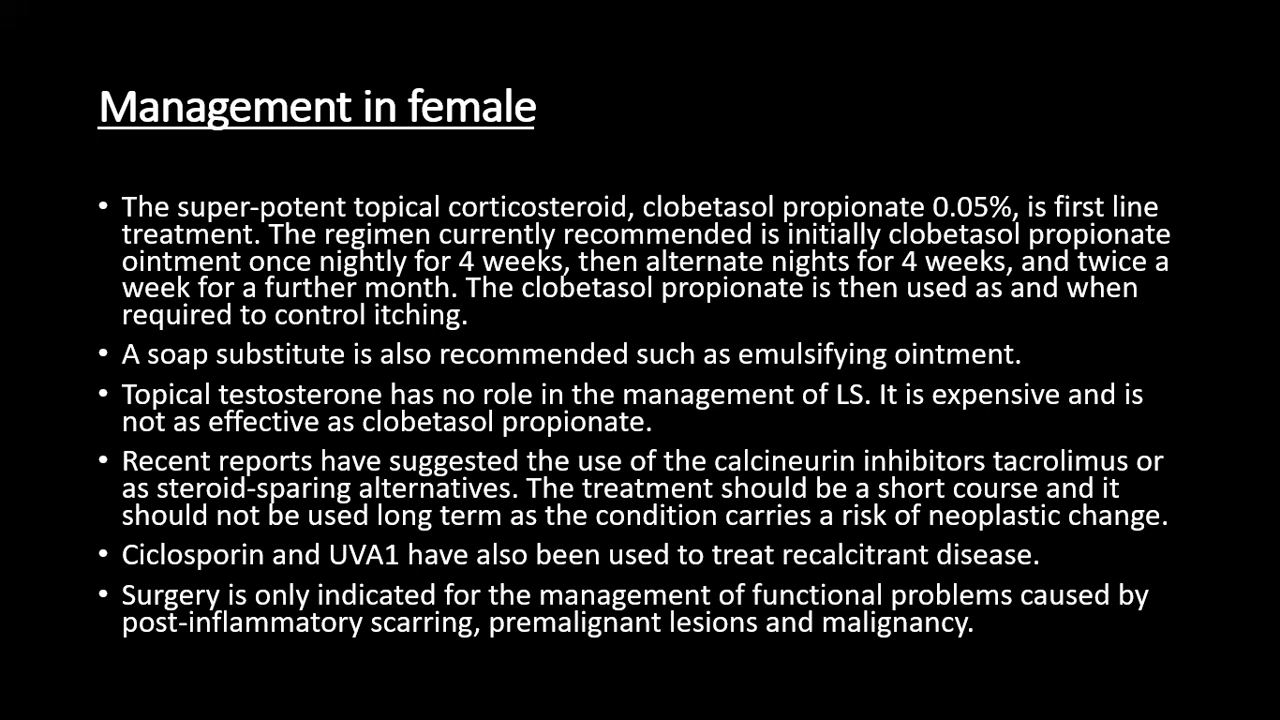 Management in female
• The super-potent topical corticosteroid, clobetasol propionate 0.05%, is first line
treatment. The regimen currently recommended is initially clobetasol propionate
ointment once nightly for 4 weeks, then alternate nights for 4 weeks, and twice a
week for a further month. The clobetasol propionate is then used as and when
required to control itching.
• A soap substitute is also recommended such as emulsifying ointment.
• Topical testosterone has no role in the management of LS. It is expensive and is
not as effective as clobetasol propionate.
• Recent reports have suggested the use of the calcineurin inhibitors tacrolimus or
as steroid-sparing alternatives. The treatment should be a short course and it
should not be used long term as the condition carries a risk of neoplastic change.
• Ciclosporin and UVA1 have also been used to treat recalcitrant disease.
• Surgery is only indicated for the management of functional problems caused by
post-inflammatory scarring, premalignant lesions and malignancy.